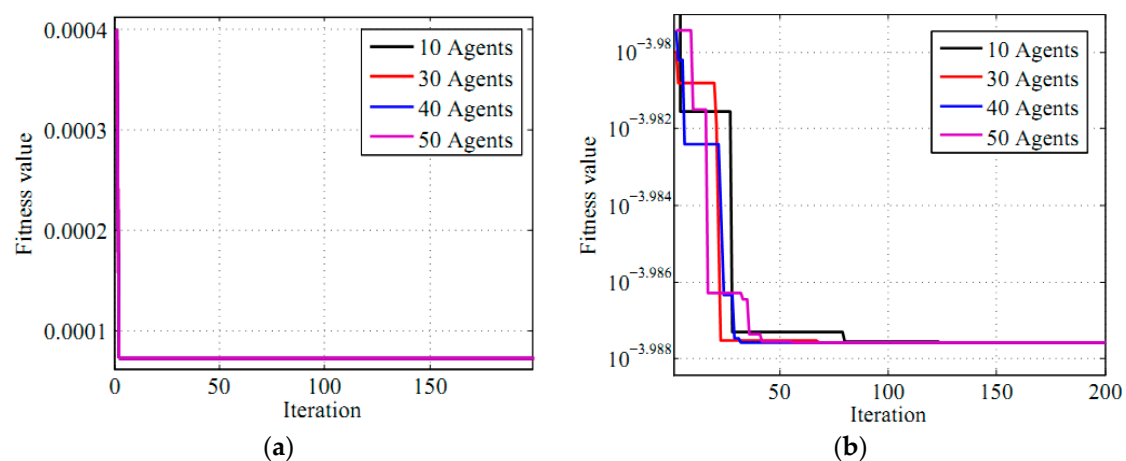 0.0004
0.0003
0.0002
0.0001
Fitness value
0 50 100 150
Iteration
10 Agents
30 Agents
40 Agents
50 Agents
(a)
10^−3.98
10^−3.982
10^−3.984
10^−3.986
10^−3.988
Fitness value
50 100 150 200
Iteration
10 Agents
30 Agents
40 Agents
50 Agents
(b)